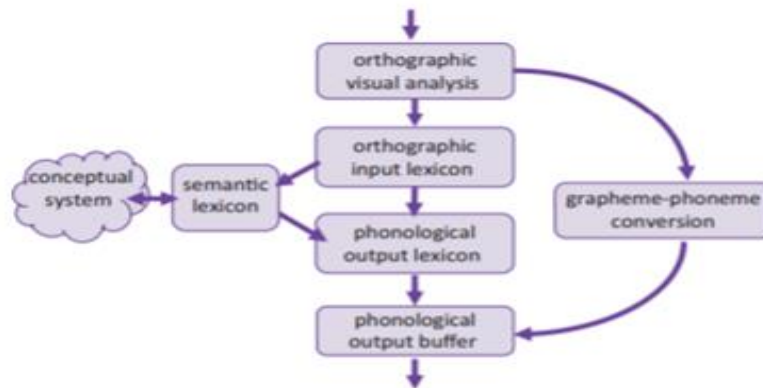 orthographic
visual analysis
orthographic
input lexicon
conceptual
system
semantic
lexicon
grapheme-phoneme
conversion
phonological
output lexicon
phonological
output buffer